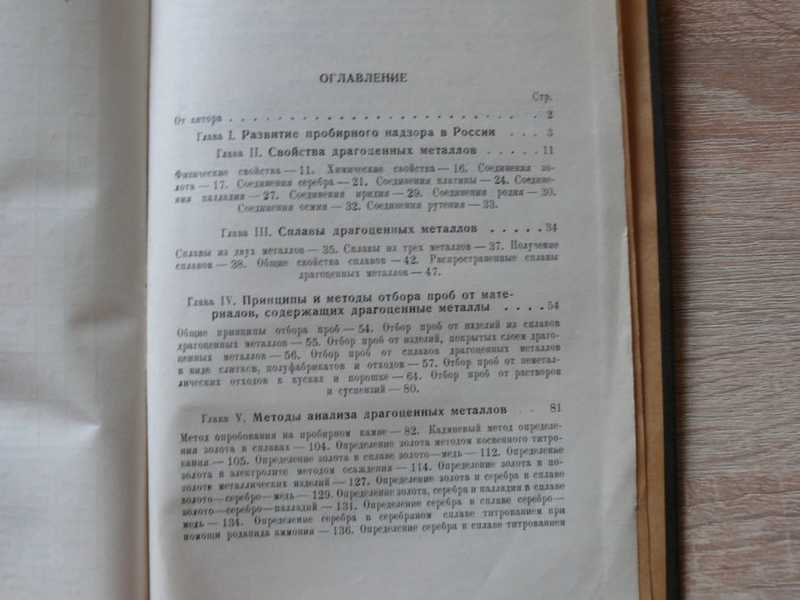 ОГЛАВЛЕНИЕ
Стр.
От автора . . . . . . . . . . . . . . . . . . . . . . . . . 2
Глава I. Развитие пробирного надзора в России . . . 3
Глава II. Свойства драгоценных металлов . . . . . 11
Физические свойства — 11. Химические свойства — 16. Соединения зо-
лота — 17. Соединения серебра — 21. Соединения платины — 24. Соедине-
ния палладия — 27. Соединения иридия — 29. Соединения родия — 30.
Соединения осмия — 32. Соединения рутения — 33.
Глава III. Сплавы драгоценных металлов . . . . . 34
Сплавы из двух металлов — 35. Сплавы из трех металлов — 37. Получение
сплавов — 38. Общие свойства сплавов — 42. Распространенные сплавы
драгоценных металлов — 47.
Глава IV. Принципы и методы отбора проб от мате-
риалов, содержащих драгоценные металлы . . . . 54
Общие принципы отбора проб — 54. Отбор проб от изделий из сплавов
драгоценных металлов — 55. Отбор проб от изделий, покрытых слоем драго-
ценных металлов — 56. Отбор проб от сплавов драгоценных металлов
в виде слитков, полуфабрикатов и отходов — 57. Отбор проб от неметал-
лических отходов в кусках и порошке — 64. Отбор проб от растворов
и суспензий — 80.
Глава V. Методы анализа драгоценных металлов . . 81
Метод опробования на пробирном камне — 82. Кадмиевый метод определе-
ния золота в сплавах — 104. Определение золота методом косвенного титро-
вания — 105. Определение золота в сплаве золото—медь — 112. Определение
золота в электролите методом осаждения — 114. Определение золота в по-
золоте металлических изделий — 127. Определение золота и серебра в сплаве
золото—серебро—медь — 129. Определение золота, серебра и палладия в сплаве
золото—серебро—палладий — 131. Определение серебра в сплаве серебро—
медь — 134. Определение серебра в серебряном сплаве титрованием при
помощи роданида аммония — 136. Определение серебра в сплаве титрованием